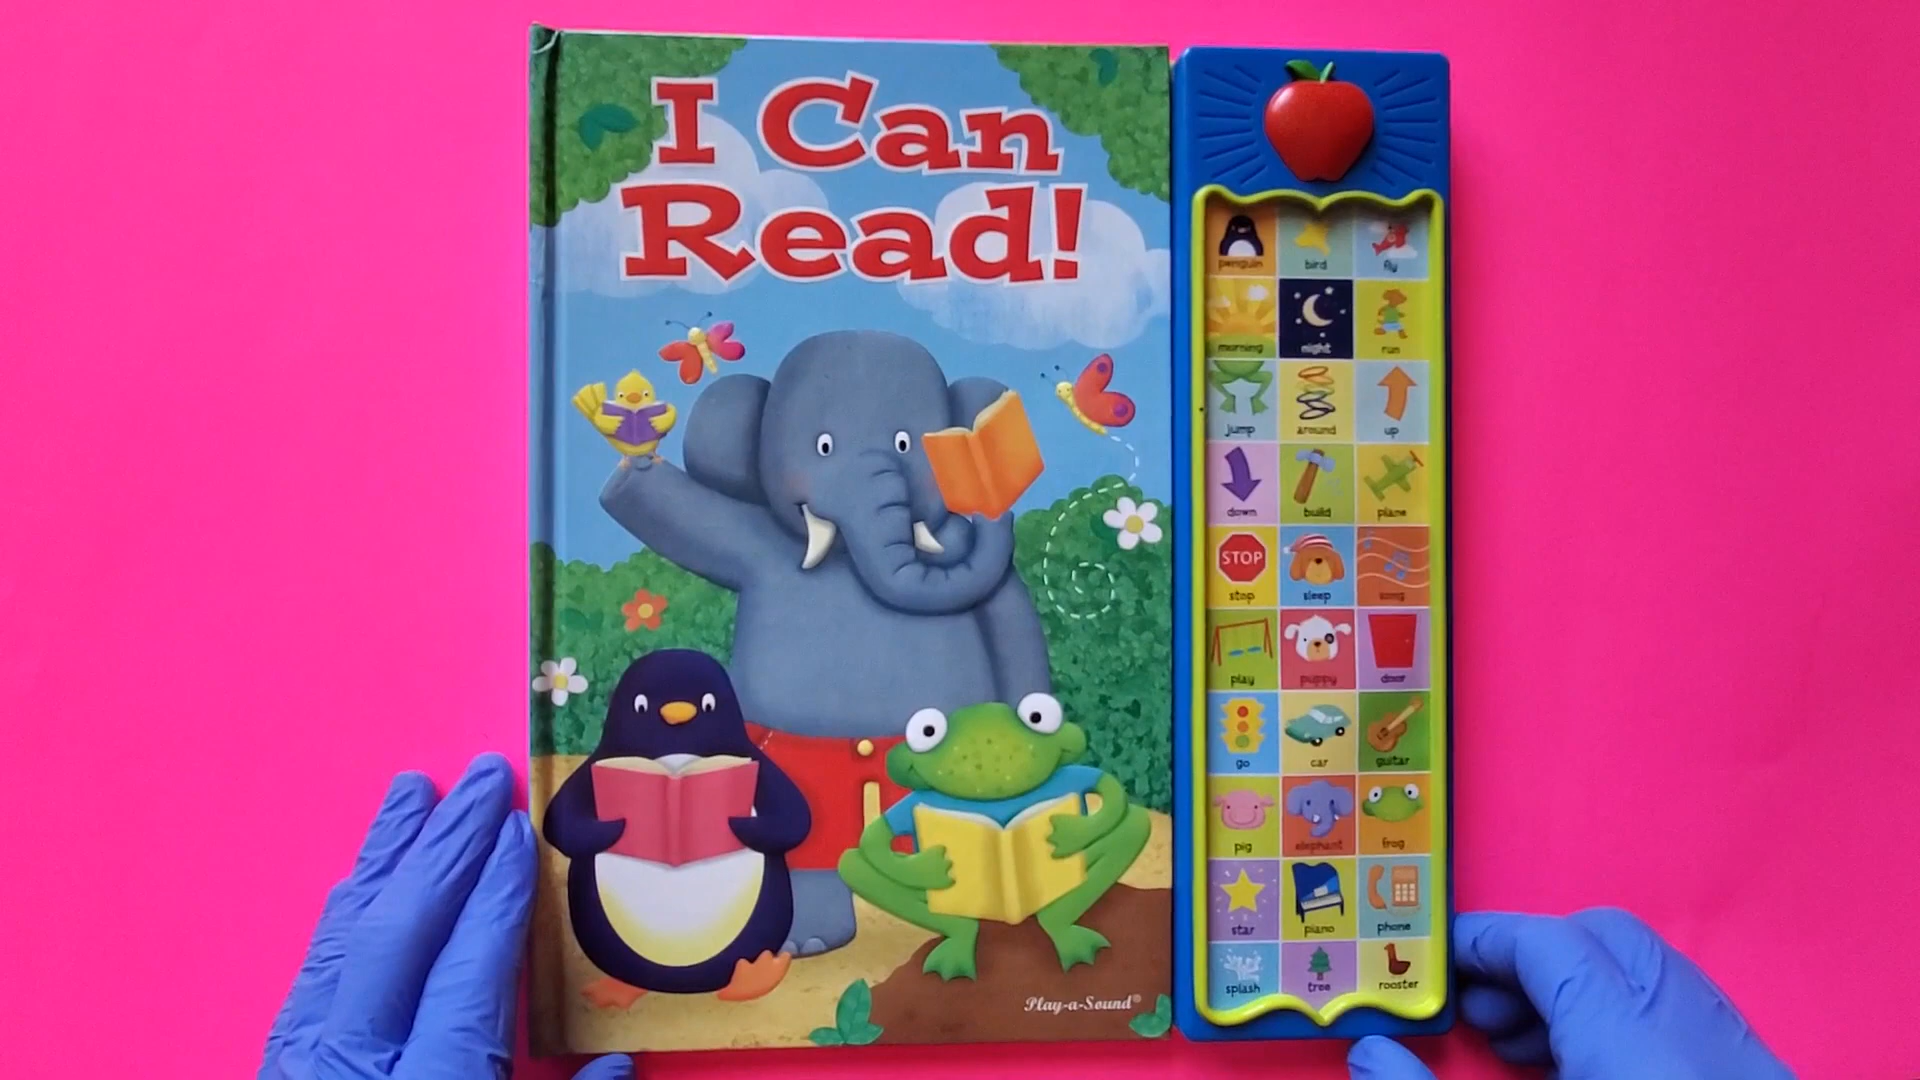 I Can
Read!
Play-a-Sound®
penguin
bird
fly
morning
night
run
jump
around
up
down
build
plane
STOP
stop
sleep
song
play
puppy
door
go
car
guitar
pig
elephant
frog
star
piano
phone
splash
tree
rooster